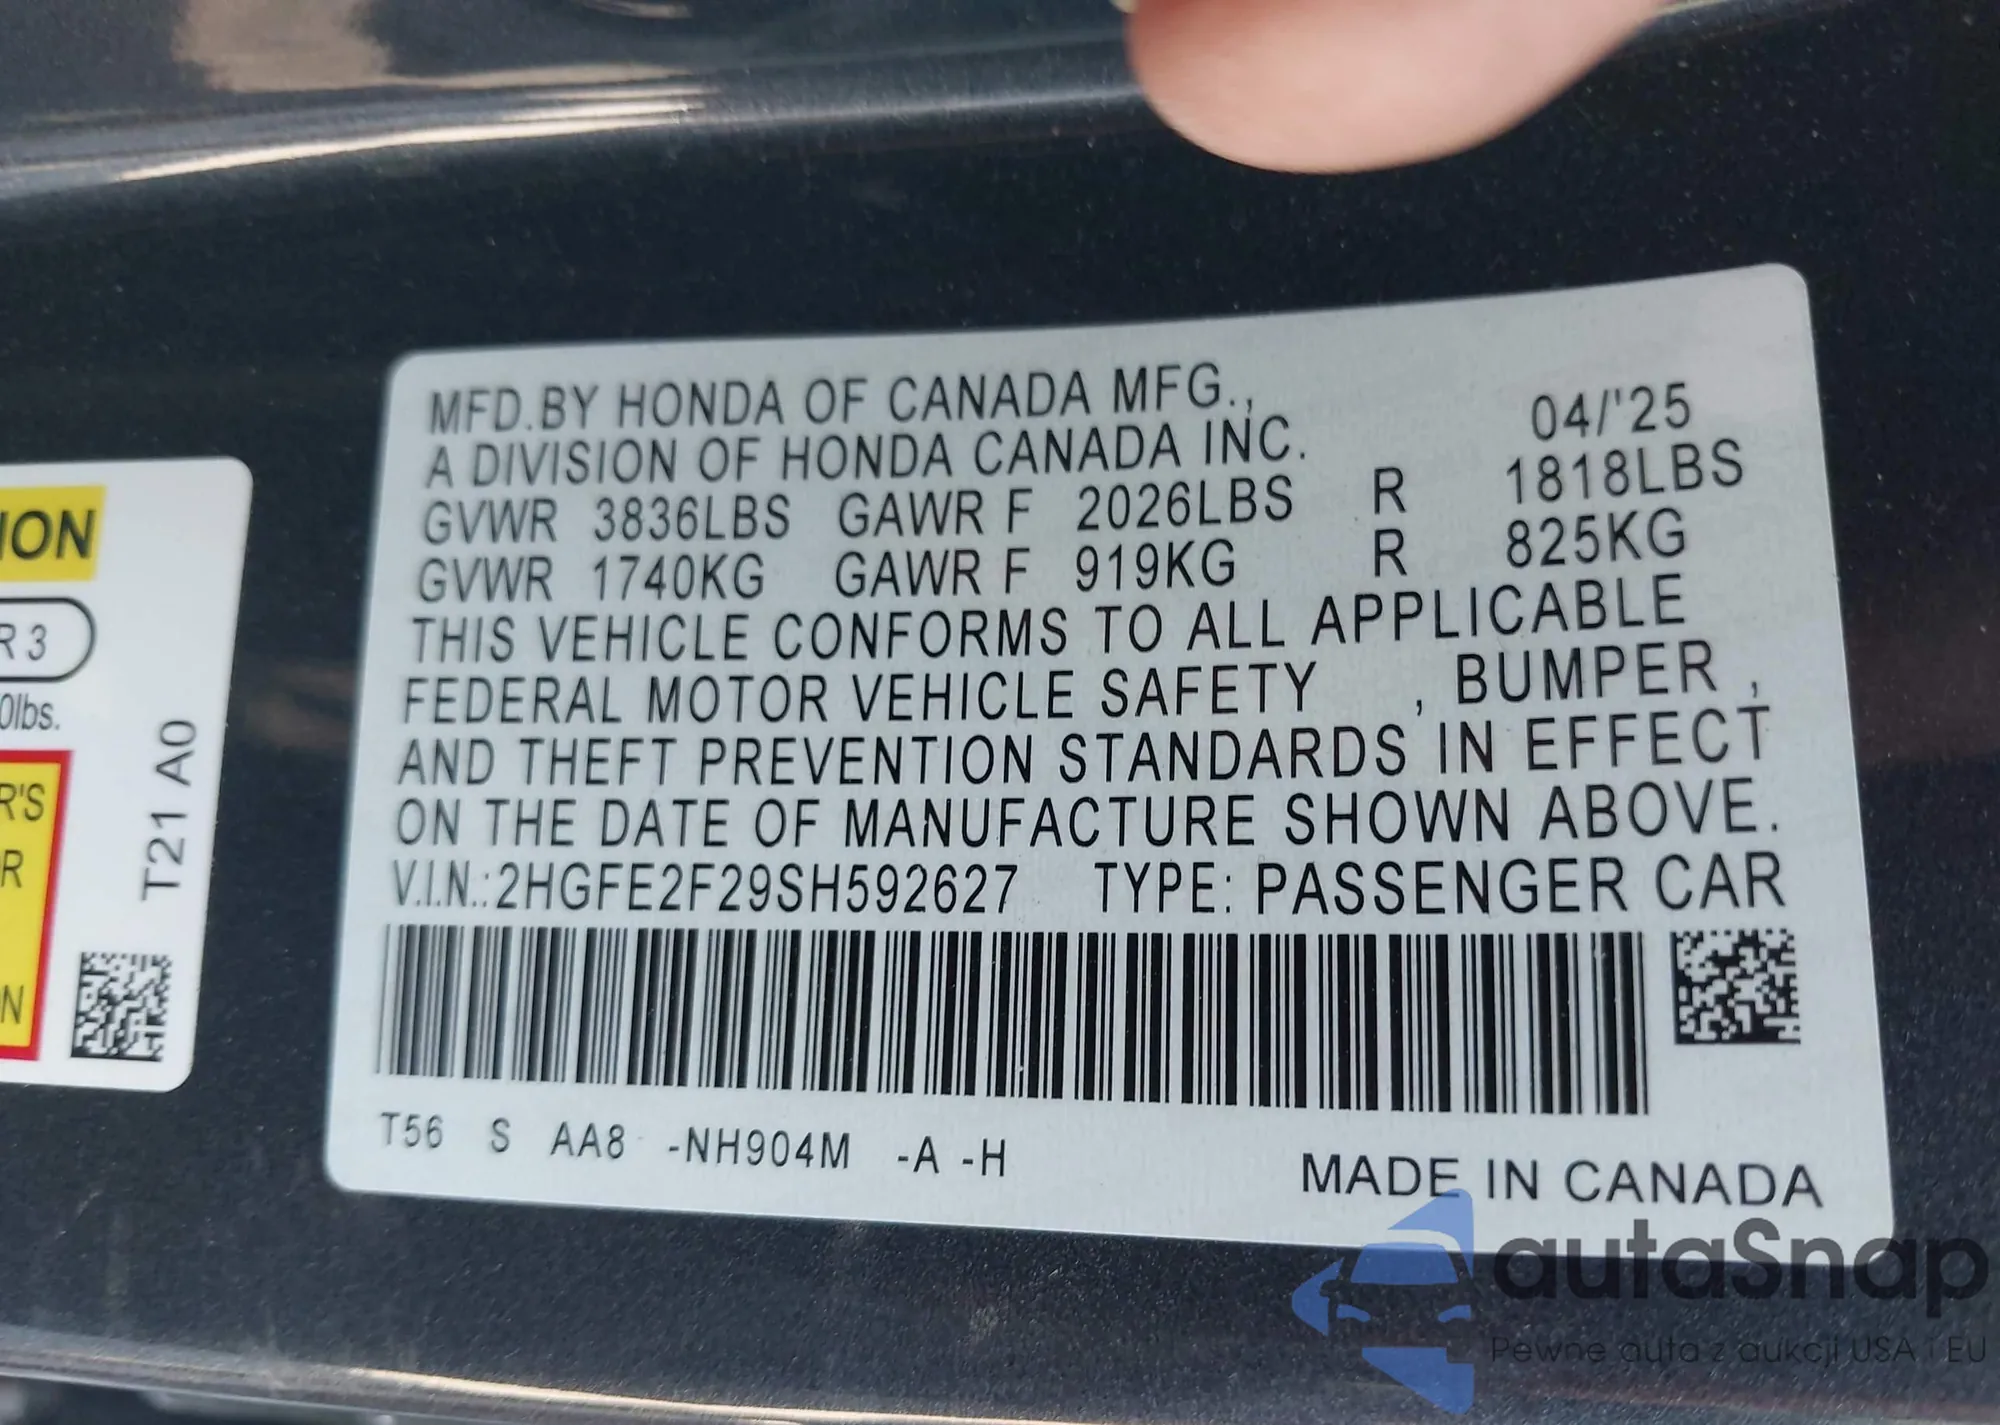 MFD.BY HONDA OF CANADA MFG.,
A DIVISION OF HONDA CANADA INC. 04/'25
GVWR 3836LBS GAWR F 2026LBS R 1818LBS
GVWR 1740KG GAWR F 919KG R 825KG
THIS VEHICLE CONFORMS TO ALL APPLICABLE
FEDERAL MOTOR VEHICLE SAFETY , BUMPER ,
AND THEFT PREVENTION STANDARDS IN EFFECT
ON THE DATE OF MANUFACTURE SHOWN ABOVE.
V.I.N.:2HGFE2F29SH592627 TYPE: PASSENGER CAR
T56 S AA8 -NH904M -A -H
MADE IN CANADA
ION
R 3
0lbs.
R'S
R
N
T21 A0
autoSnap
Pewne auta z aukcji USA i EU